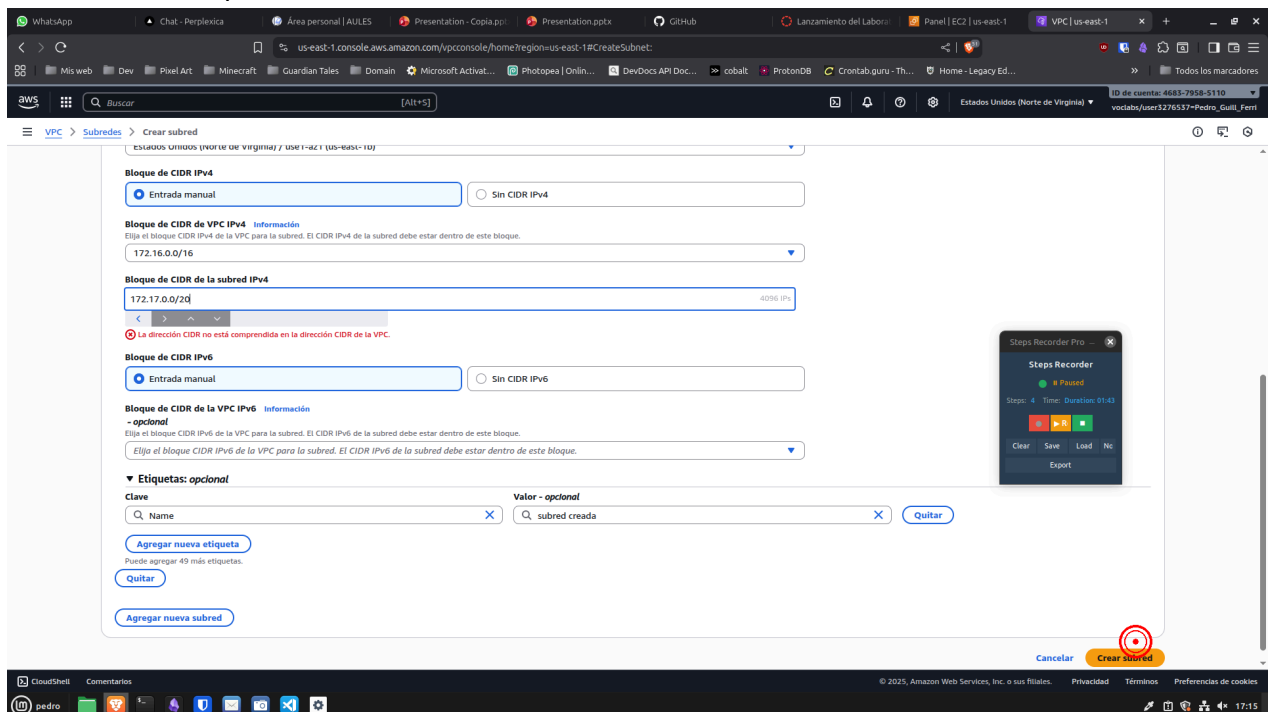 WhatsApp Chat - Perplexica Área personal | AULES Presentation - Copia.ppt Presentation.pptx GitHub Lanzamiento del Labora Panel | EC2 | us-east-1 VPC | us-east-1
us-east-1.console.aws.amazon.com/vpcconsole/home?region=us-east-1#CreateSubnet:
Mis web Dev Pixel Art Minecraft Guardian Tales Domain Microsoft Activat... Photopea | Onlin... DevDocs API Doc... cobalt ProtonDB Crontab.guru - Th... Home - Legacy Ed... » Todos los marcadores
aws Buscar [Alt+S] Estados Unidos (Norte de Virginia) ID de cuenta: 4683-7958-5110
voclabs/user3276537=Pedro_Guill_Ferri
VPC > Subredes > Crear subred
Estados Unidos (Norte de Virginia) / use1-az1 (us-east-1b)
Bloque de CIDR IPv4
Entrada manual Sin CIDR IPv4
Bloque de CIDR de VPC IPv4 Información
Elija el bloque CIDR IPv4 de la VPC para la subred. El CIDR IPv4 de la subred debe estar dentro de este bloque.
172.16.0.0/16
Bloque de CIDR de la subred IPv4
172.17.0.0/20 4096 IPs
La dirección CIDR no está comprendida en la dirección CIDR de la VPC.
Bloque de CIDR IPv6
Entrada manual Sin CIDR IPv6
Bloque de CIDR de la VPC IPv6 Información
- opcional
Elija el bloque CIDR IPv6 de la VPC para la subred. El CIDR IPv6 de la subred debe estar dentro de este bloque.
Elija el bloque CIDR IPv6 de la VPC para la subred. El CIDR IPv6 de la subred debe estar dentro de este bloque.
Etiquetas: opcional
Clave Valor - opcional
Name subred creada Quitar
Agregar nueva etiqueta
Puede agregar 49 más etiquetas.
Quitar
Agregar nueva subred
Cancelar Crear subred
Steps Recorder Pro –
Steps Recorder
Paused
Steps: 4 Time: Duration: 01:43
R
Clear Save Load Nc
Export
CloudShell Comentarios © 2025, Amazon Web Services, Inc. o sus filiales. Privacidad Términos Preferencias de cookies
pedro 17:15